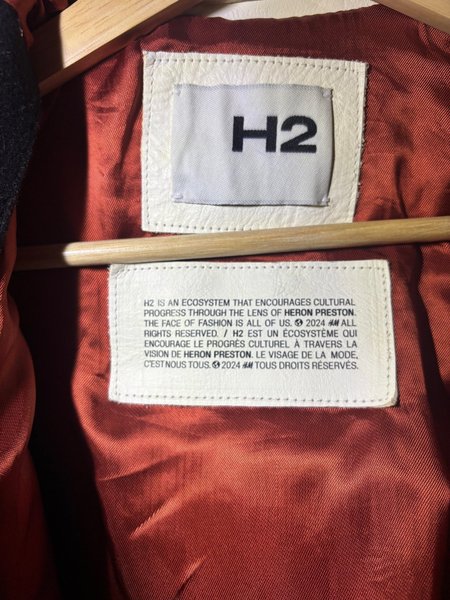 H2
H2 IS AN ECOSYSTEM THAT ENCOURAGES CULTURAL
PROGRESS THROUGH THE LENS OF HERON PRESTON.
THE FACE OF FASHION IS ALL OF US. 2024 H&M ALL
RIGHTS RESERVED. / H2 EST UN ÉCOSYSTÈME QUI
ENCOURAGE LE PROGRÈS CULTUREL À TRAVERS LA
VISION DE HERON PRESTON. LE VISAGE DE LA MODE,
C'EST NOUS TOUS. 2024 H&M TOUS DROITS RÉSERVÉS.